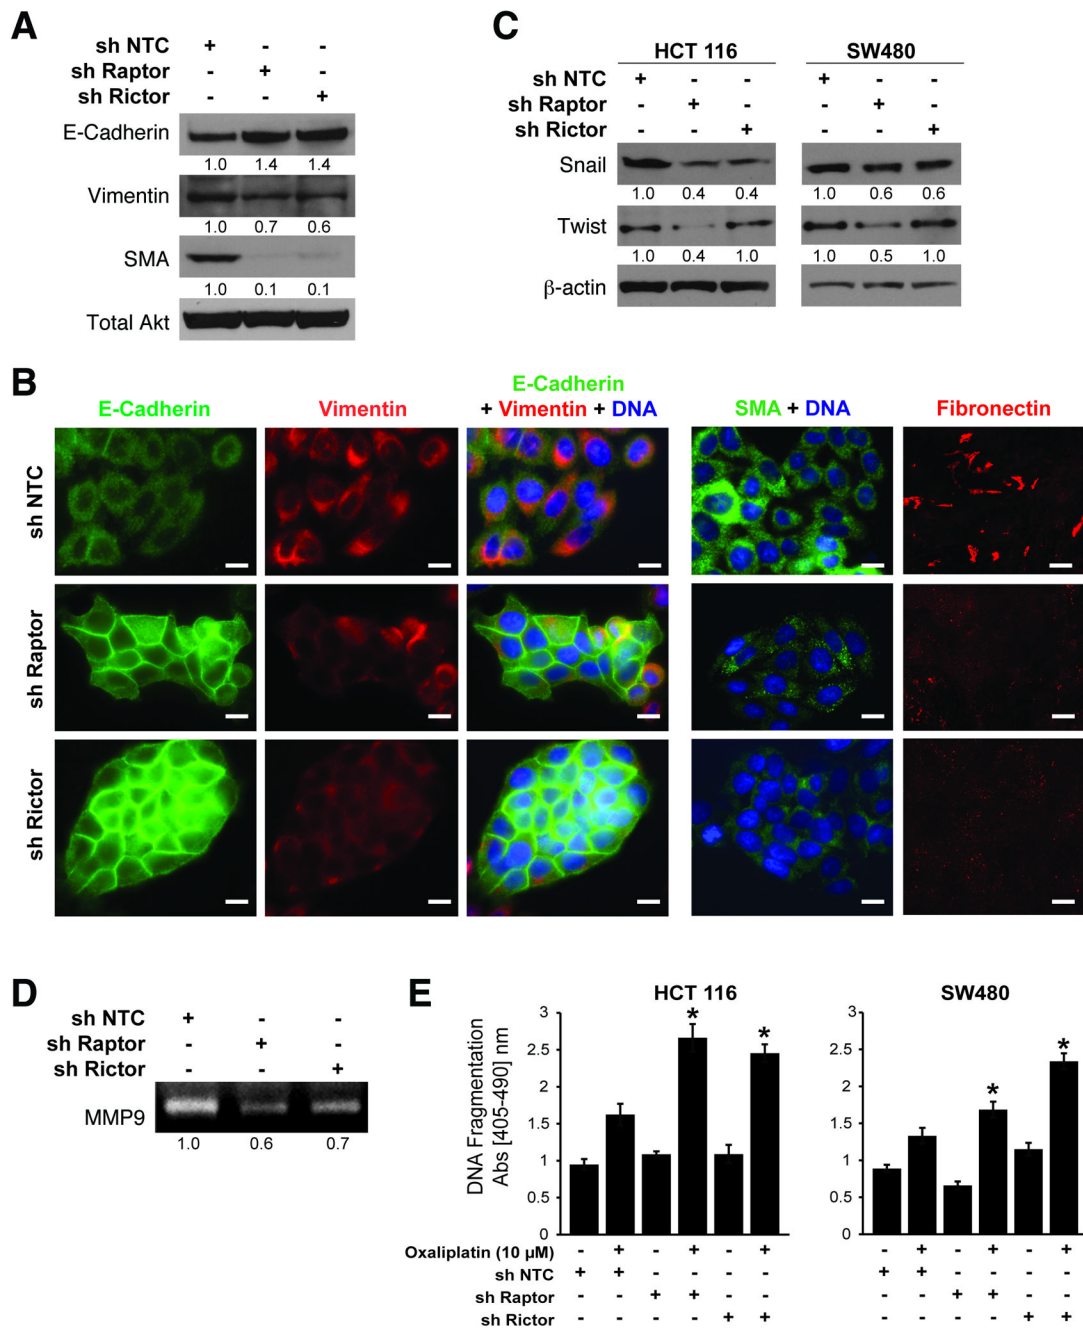 A
sh NTC + - -
sh Raptor - + -
sh Rictor - - +
E-Cadherin
1.0 1.4 1.4
Vimentin
1.0 0.7 0.6
SMA
1.0 0.1 0.1
Total Akt
C
HCT 116 SW480
sh NTC + - - + - -
sh Raptor - + - - + -
sh Rictor - - + - - +
Snail
1.0 0.4 0.4 1.0 0.6 0.6
Twist
1.0 0.4 1.0 1.0 0.5 1.0
β-actin
B
E-Cadherin
E-Cadherin Vimentin + Vimentin + DNA SMA + DNA Fibronectin
sh NTC
sh Raptor
sh Rictor
D
sh NTC + - -
sh Raptor - + -
sh Rictor - - +
MMP9
1.0 0.6 0.7
E
HCT 116 SW480
DNA Fragmentation
Abs [405-490] nm
3
2.5
2
1.5
1
0.5
0
* *
3
2.5
2
1.5
1
0.5
0
* *
Oxaliplatin (10 µM) - + - + - + - + - + - +
sh NTC + + - - - - + + - - - -
sh Raptor - - + + - - - - + + - -
sh Rictor - - - - + + - - - - + +